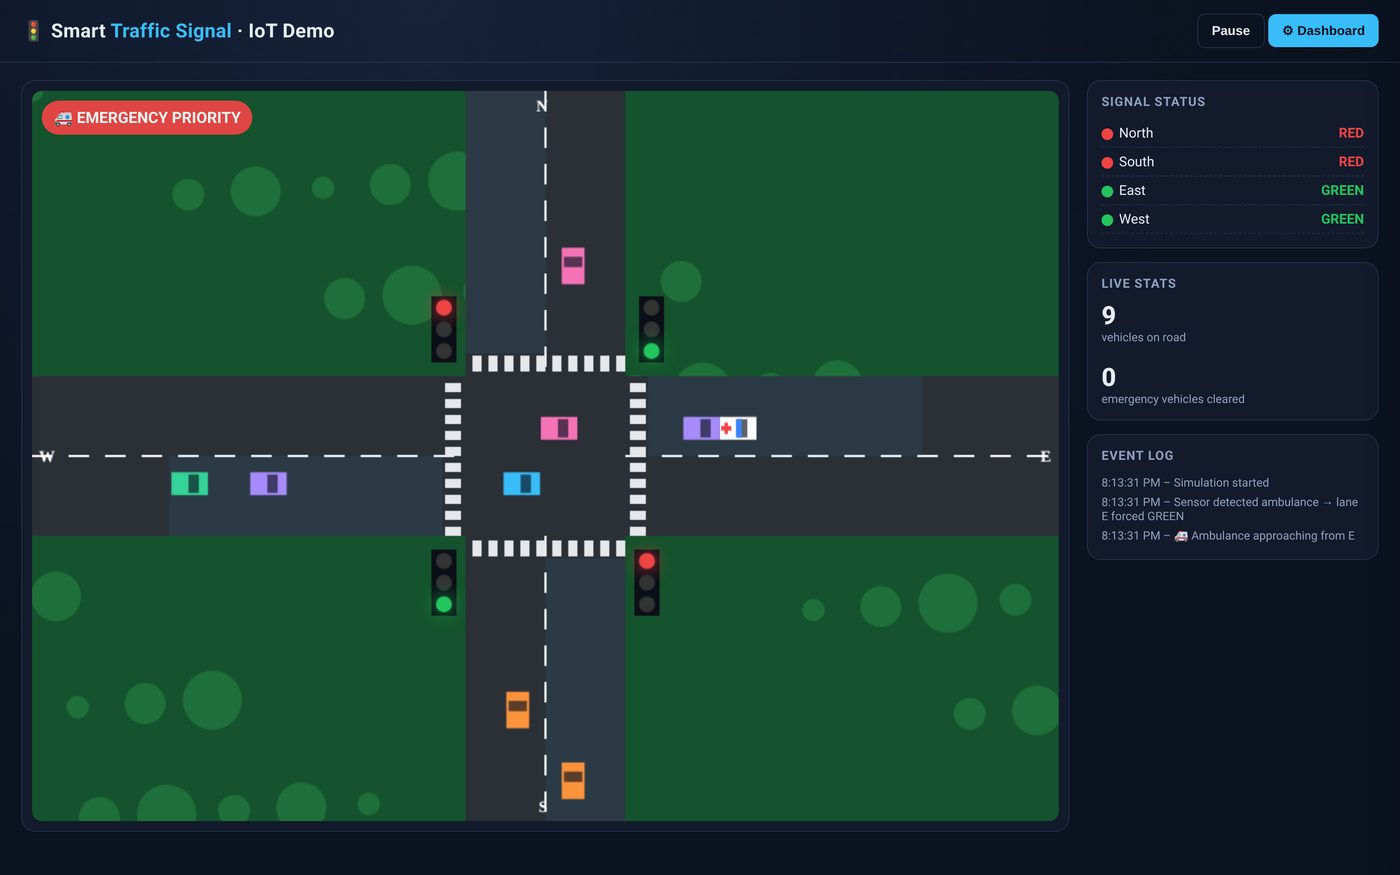 Smart Traffic Signal · IoT Demo
Pause
⚙ Dashboard
🚑 EMERGENCY PRIORITY
N
W
E
S
SIGNAL STATUS
North RED
South RED
East GREEN
West GREEN
LIVE STATS
9
vehicles on road
0
emergency vehicles cleared
EVENT LOG
8:13:31 PM – Simulation started
8:13:31 PM – Sensor detected ambulance → lane
E forced GREEN
8:13:31 PM – 🚑 Ambulance approaching from E